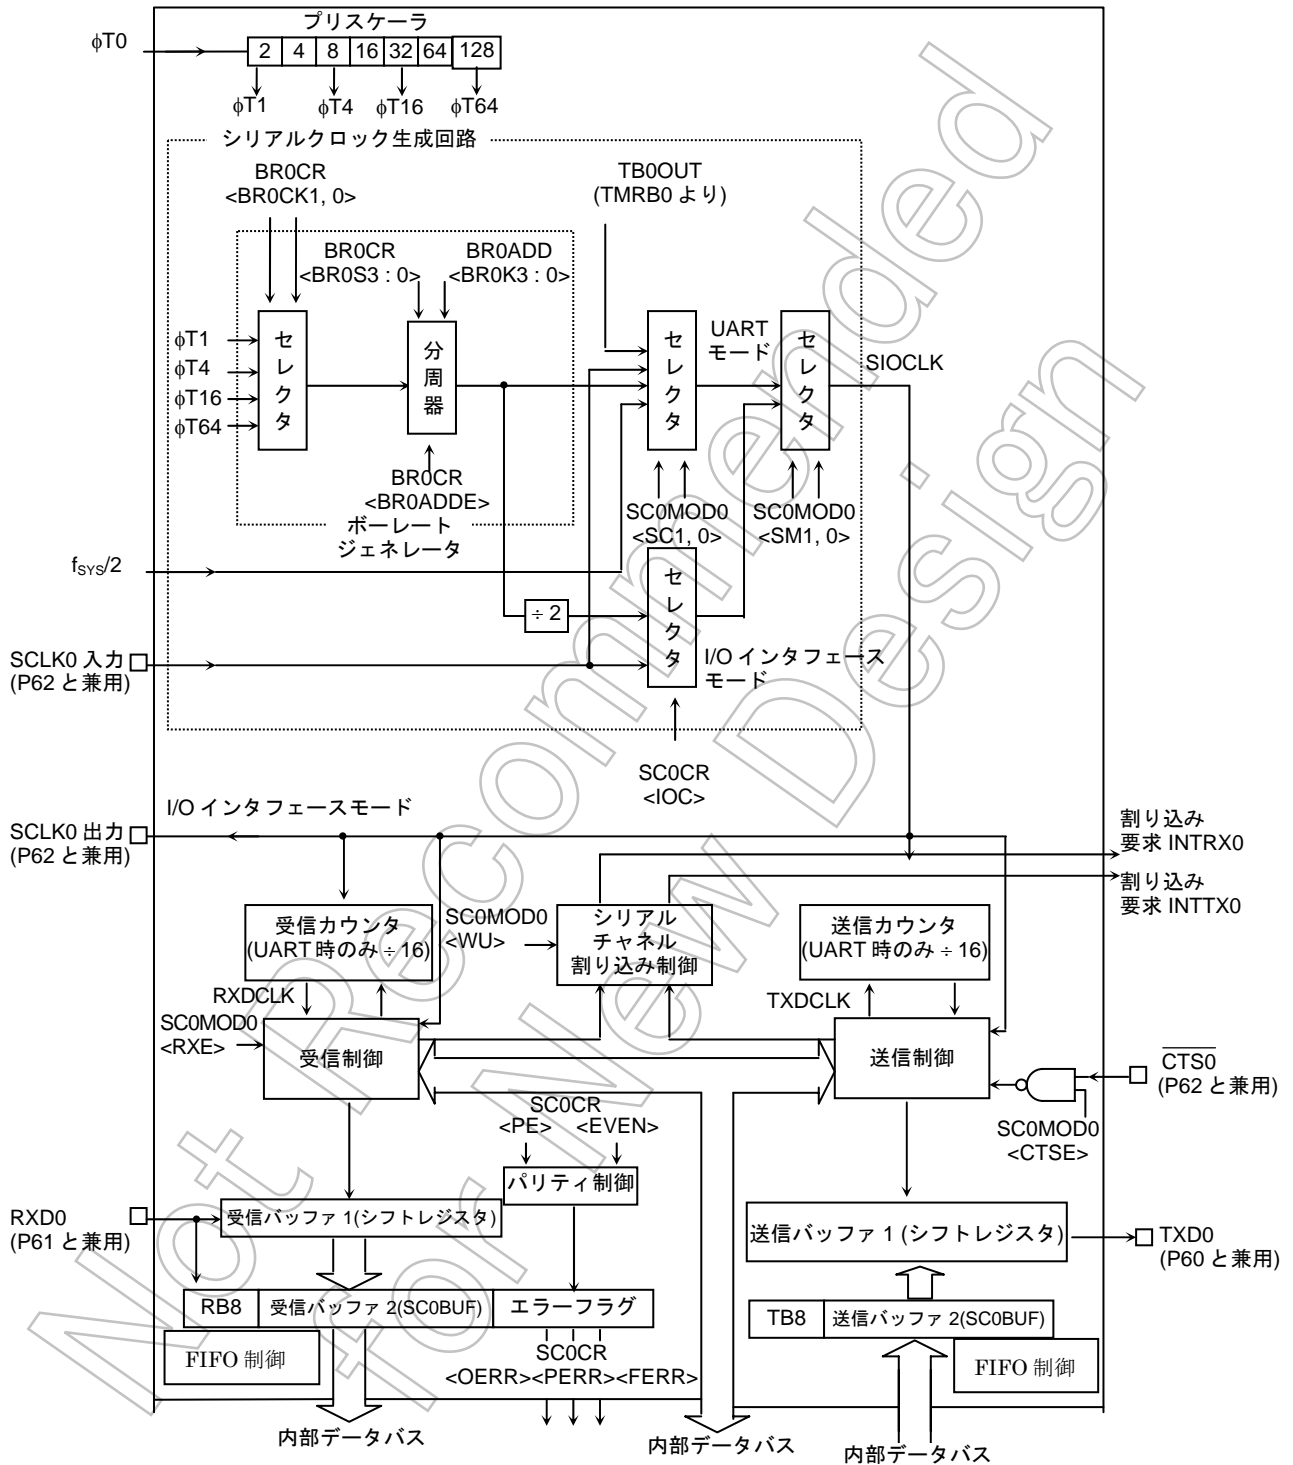 プリスケーラ
φT0
2 4 8 16 32 64 128
φT1 φT4 φT16 φT64
シリアルクロック生成回路
BR0CR
<BR0CK1, 0>
TB0OUT
(TMRB0 より)
BR0CR
<BR0S3 : 0>
BR0ADD
<BR0K3 : 0>
φT1
φT4
φT16
φT64
セレクタ
分周器
セレクタ
UART
モード
セレクタ
SIOCLK
BR0CR
<BR0ADDE>
ボーレート
ジェネレータ
SC0MOD0
<SC1, 0>
SC0MOD0
<SM1, 0>
fSYS/2
÷ 2
セレクタ
SCLK0 入力
(P62 と兼用)
I/O インタフェース
モード
SC0CR
<IOC>
I/O インタフェースモード
SCLK0 出力
(P62 と兼用)
割り込み
要求 INTRX0
割り込み
要求 INTTX0
受信カウンタ
(UART 時のみ ÷ 16)
SC0MOD0
<WU>
シリアル
チャネル
割り込み制御
送信カウンタ
(UART 時のみ ÷ 16)
RXDCLK
TXDCLK
SC0MOD0
<RXE>
受信制御
送信制御
CTS0
(P62 と兼用)
SC0MOD0
<CTSE>
SC0CR
<PE> <EVEN>
パリティ制御
RXD0
(P61 と兼用)
受信バッファ 1(シフトレジスタ)
送信バッファ 1 (シフトレジスタ)
TXD0
(P60 と兼用)
RB8 受信バッファ 2(SC0BUF) エラーフラグ
TB8 送信バッファ 2(SC0BUF)
FIFO 制御
SC0CR
<OERR><PERR><FERR>
FIFO 制御
内部データバス
内部データバス
内部データバス
Not Recommended
for New Design